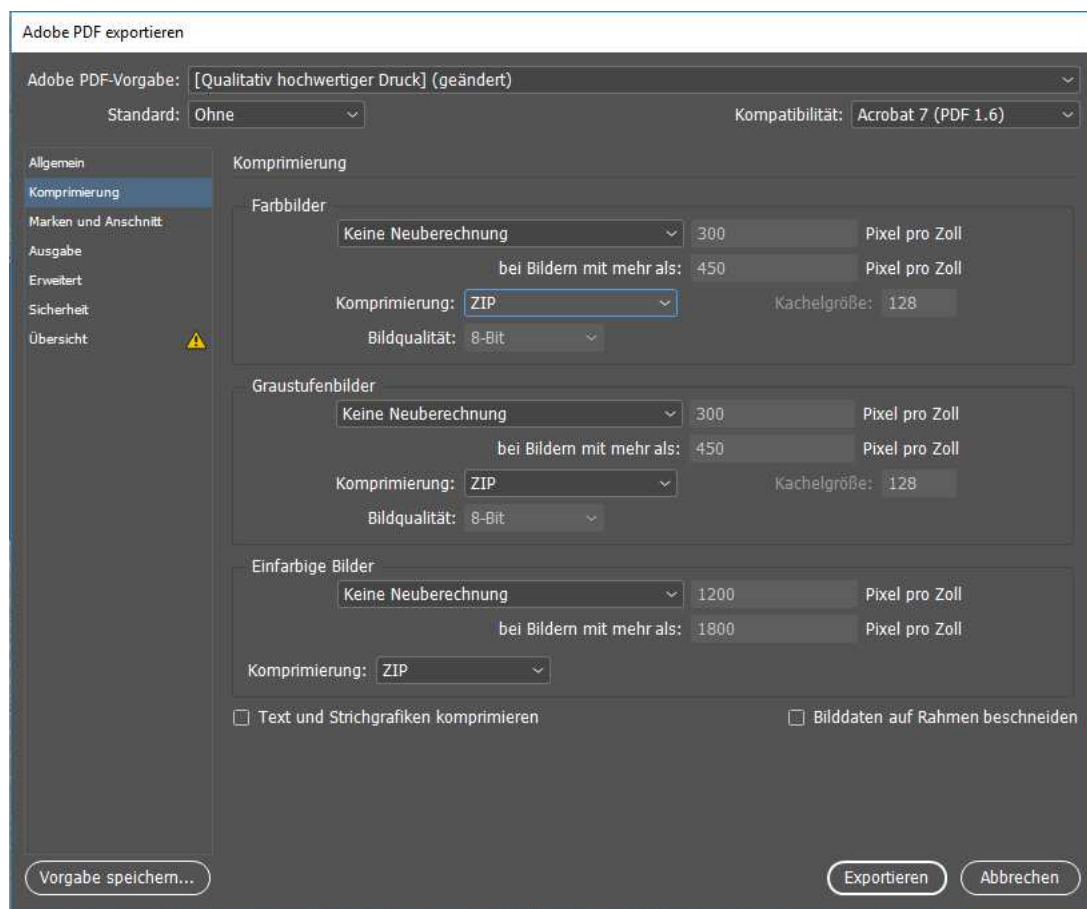 Adobe PDF exportieren
Adobe PDF-Vorgabe: [Qualitativ hochwertiger Druck] (geändert)
Standard: Ohne Kompatibilität: Acrobat 7 (PDF 1.6)
Allgemein
Komprimierung
Marken und Anschnitt
Ausgabe
Erweitert
Sicherheit
Übersicht
Komprimierung
Farbbilder
Keine Neuberechnung 300 Pixel pro Zoll
bei Bildern mit mehr als: 450 Pixel pro Zoll
Komprimierung: ZIP Kachelgröße: 128
Bildqualität: 8-Bit
Graustufenbilder
Keine Neuberechnung 300 Pixel pro Zoll
bei Bildern mit mehr als: 450 Pixel pro Zoll
Komprimierung: ZIP Kachelgröße: 128
Bildqualität: 8-Bit
Einfarbige Bilder
Keine Neuberechnung 1200 Pixel pro Zoll
bei Bildern mit mehr als: 1800 Pixel pro Zoll
Komprimierung: ZIP
Text und Strichgrafiken komprimieren Bilddaten auf Rahmen beschneiden
Vorgabe speichern... Exportieren Abbrechen